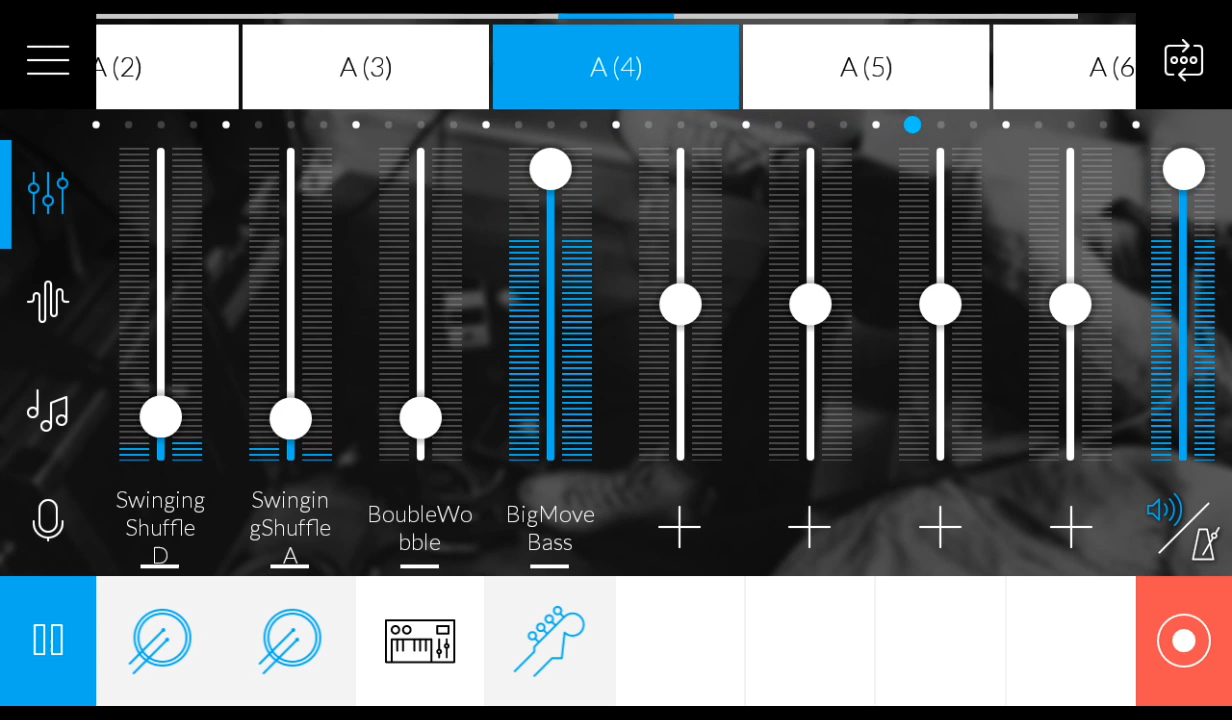 A (2)
A (3)
A (4)
A (5)
A (6
Swinging
Shuffle
D
Swingin
gShuffle
A
BoubleWo
bble
BigMove
Bass